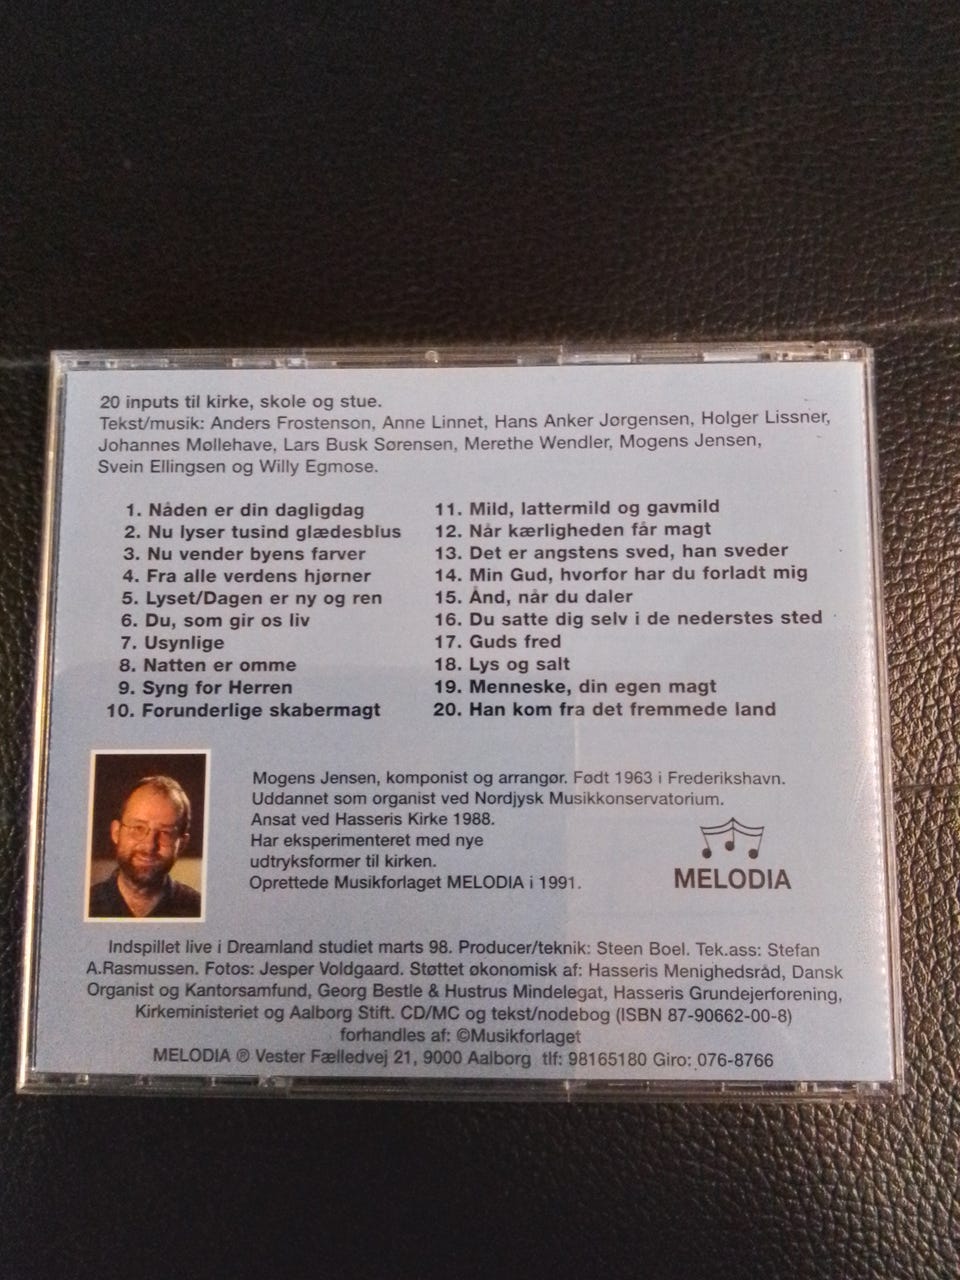 20 inputs til kirke, skole og stue.
Tekst/musik: Anders Frostenson, Anne Linnet, Hans Anker Jørgensen, Holger Lissner,
Johannes Møllehave, Lars Busk Sørensen, Merethe Wendler, Mogens Jensen,
Svein Ellingsen og Willy Egmose.
1. Nåden er din dagligdag
2. Nu lyser tusind glædesblus
3. Nu vender byens farver
4. Fra alle verdens hjørner
5. Lyset/Dagen er ny og ren
6. Du, som gir os liv
7. Usynlige
8. Natten er omme
9. Syng for Herren
10. Forunderlige skabermagt
11. Mild, lattermild og gavmild
12. Når kærligheden får magt
13. Det er angstens sved, han sveder
14. Min Gud, hvorfor har du forladt mig
15. Ånd, når du daler
16. Du satte dig selv i de nederstes sted
17. Guds fred
18. Lys og salt
19. Menneske, din egen magt
20. Han kom fra det fremmede land
Mogens Jensen, komponist og arrangør. Født 1963 i Frederikshavn.
Uddannet som organist ved Nordjysk Musikkonservatorium.
Ansat ved Hasseris Kirke 1988.
Har eksperimenteret med nye
udtryksformer til kirken.
Oprettede Musikforlaget MELODIA i 1991.
MELODIA
Indspillet live i Dreamland studiet marts 98. Producer/teknik: Steen Boel. Tek.ass: Stefan
A.Rasmussen. Fotos: Jesper Voldgaard. Støttet økonomisk af: Hasseris Menighedsråd, Dansk
Organist og Kantorsamfund, Georg Bestle & Hustrus Mindelegat, Hasseris Grundejerforening,
Kirkeministeriet og Aalborg Stift. CD/MC og tekst/nodebog (ISBN 87-90662-00-8)
forhandles af: ©Musikforlaget
MELODIA ® Vester Fælledvej 21, 9000 Aalborg tlf: 98165180 Giro: 076-8766